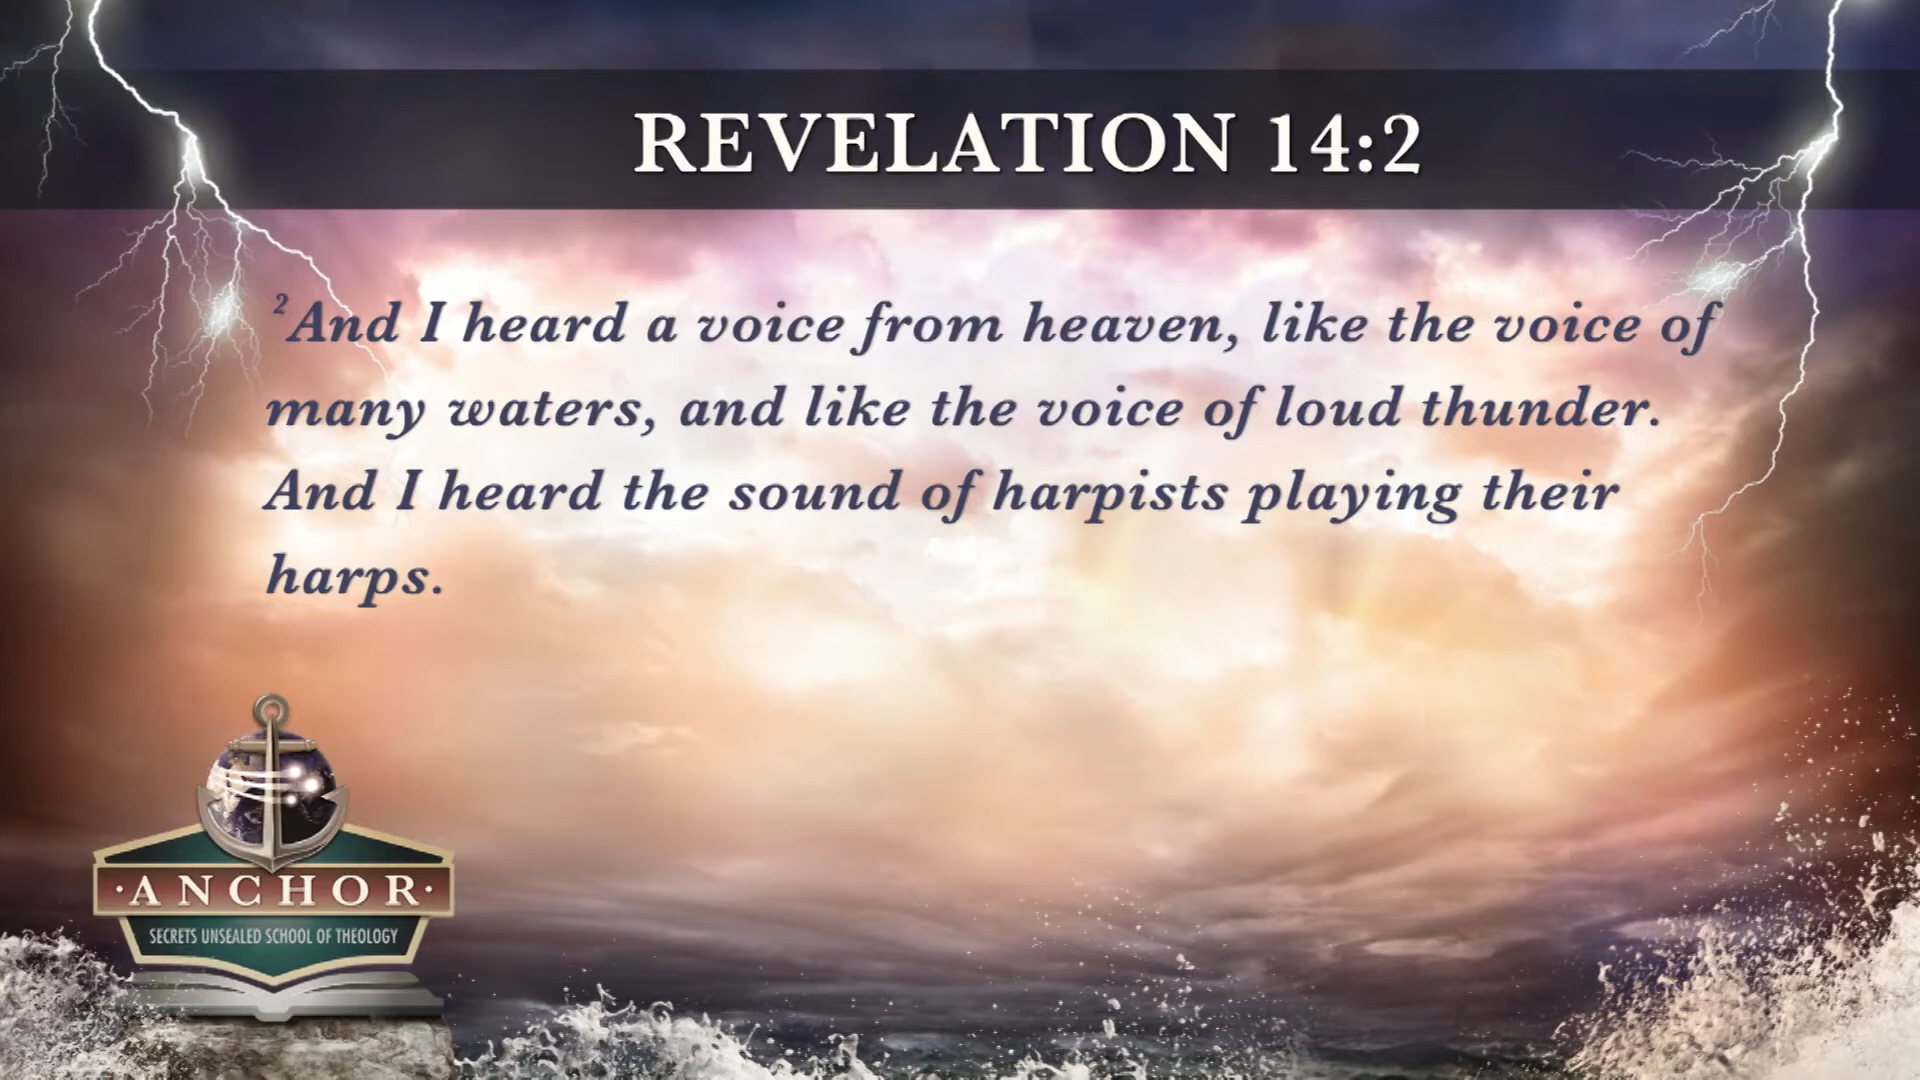 REVELATION 14:2
²And I heard a voice from heaven, like the voice of
many waters, and like the voice of loud thunder.
And I heard the sound of harpists playing their
harps.
·ANCHOR·
SECRETS UNSEALED SCHOOL OF THEOLOGY